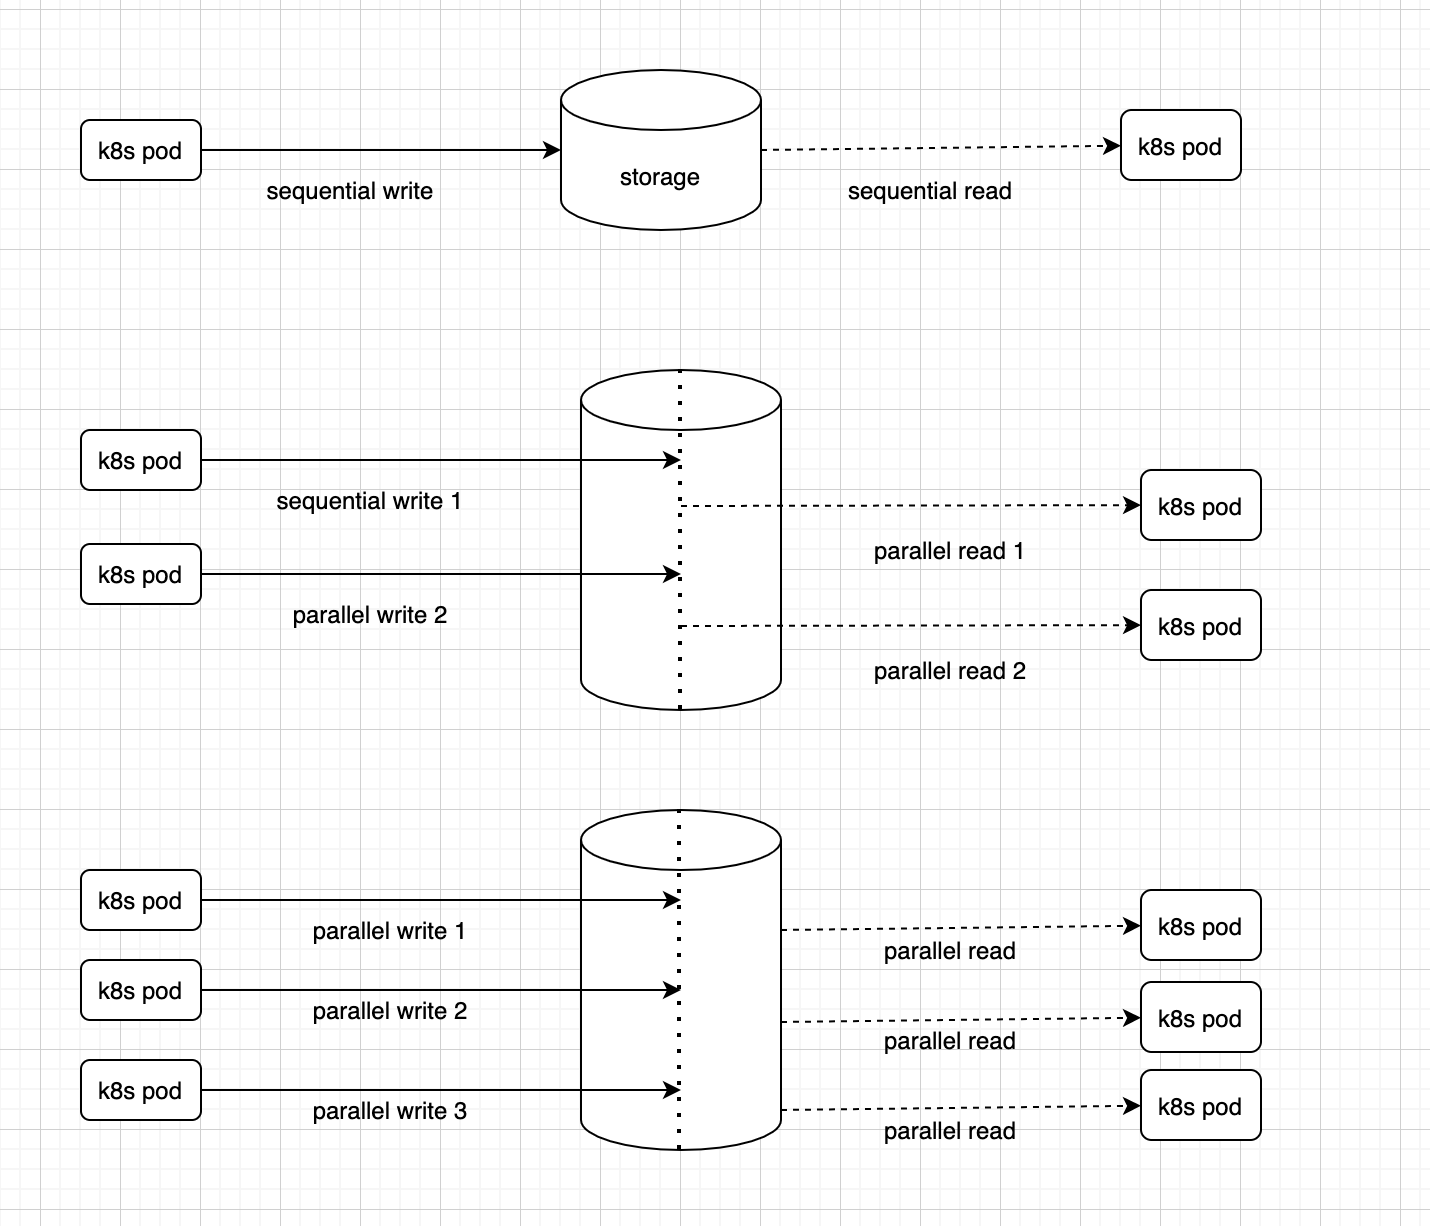 k8s pod
sequential write
storage
sequential read
k8s pod
k8s pod
sequential write 1
k8s pod
parallel read 1
k8s pod
parallel write 2
k8s pod
parallel read 2
k8s pod
parallel write 1
k8s pod
parallel read
k8s pod
parallel write 2
k8s pod
parallel read
k8s pod
parallel write 3
k8s pod
parallel read